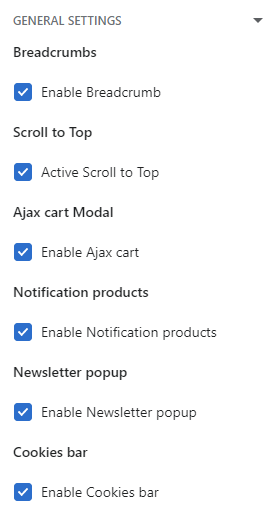 GENERAL SETTINGS
Breadcrumbs
Enable Breadcrumb
Scroll to Top
Active Scroll to Top
Ajax cart Modal
Enable Ajax cart
Notification products
Enable Notification products
Newsletter popup
Enable Newsletter popup
Cookies bar
Enable Cookies bar